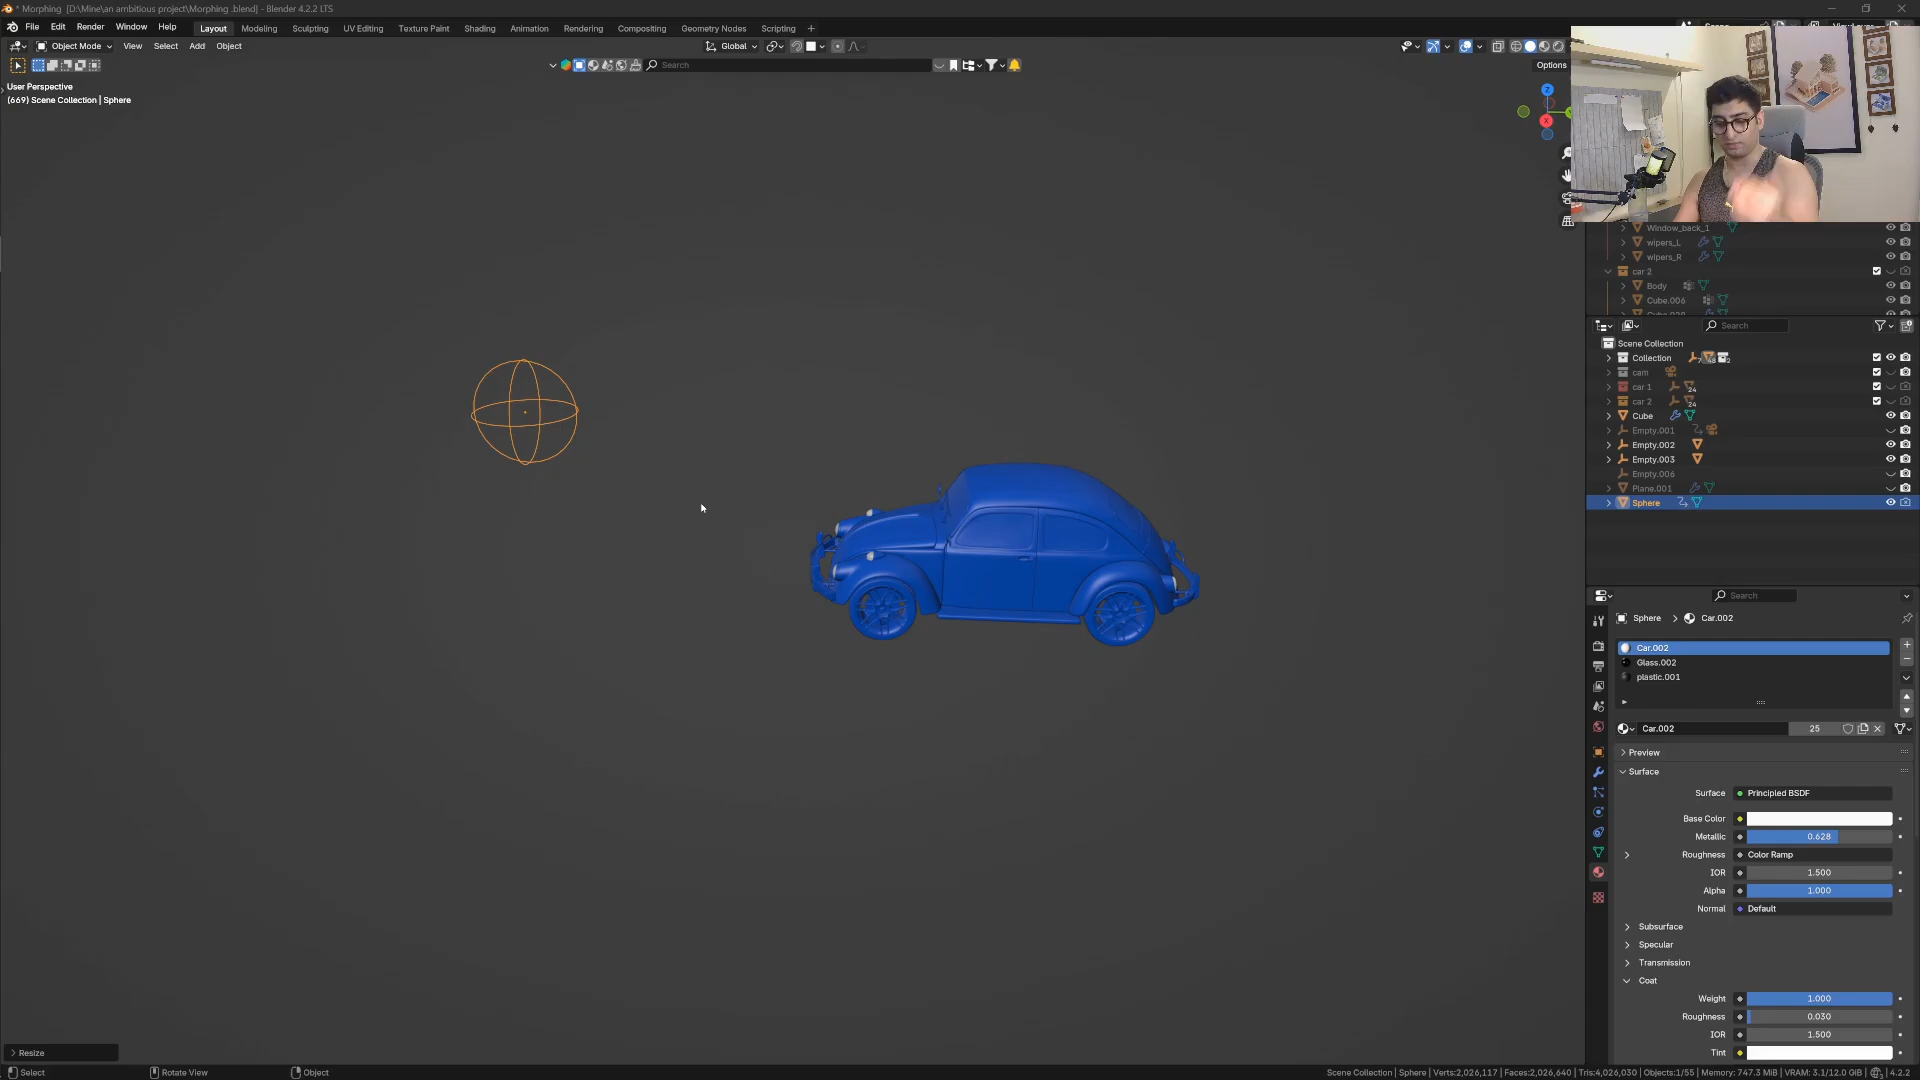 * Morphing [D:\Mine\an ambitious project\Morphing .blend] - Blender 4.2.2 LTS
File Edit Render Window Help Layout Modeling Sculpting UV Editing Texture Paint Shading Animation Rendering Compositing Geometry Nodes Scripting +
Object Mode View Select Add Object Global
Search
Options
User Perspective
(669) Scene Collection | Sphere
Z
X
Window_back_1
wipers_L
wipers_R
car 2
Body
Cube.006
Search
Scene Collection
Collection
cam
car 1 24
car 2 24
Cube
Empty.001
Empty.002
Empty.003
Empty.006
Plane.001
Sphere
Search
Sphere > Car.002
Car.002
Glass.002
plastic.001
Car.002 25
Preview
Surface
Surface Principled BSDF
Base Color
Metallic 0.628
Roughness Color Ramp
IOR 1.500
Alpha 1.000
Normal Default
Subsurface
Specular
Transmission
Coat
Weight 1.000
Roughness 0.030
IOR 1.500
Tint
Resize
Select Rotate View Object
Scene Collection | Sphere | Verts:2,026,117 | Faces:2,026,640 | Tris:4,026,030 | Objects:1/55 | Memory: 747.3 MiB | VRAM: 3.1/12.0 GiB 4.2.2